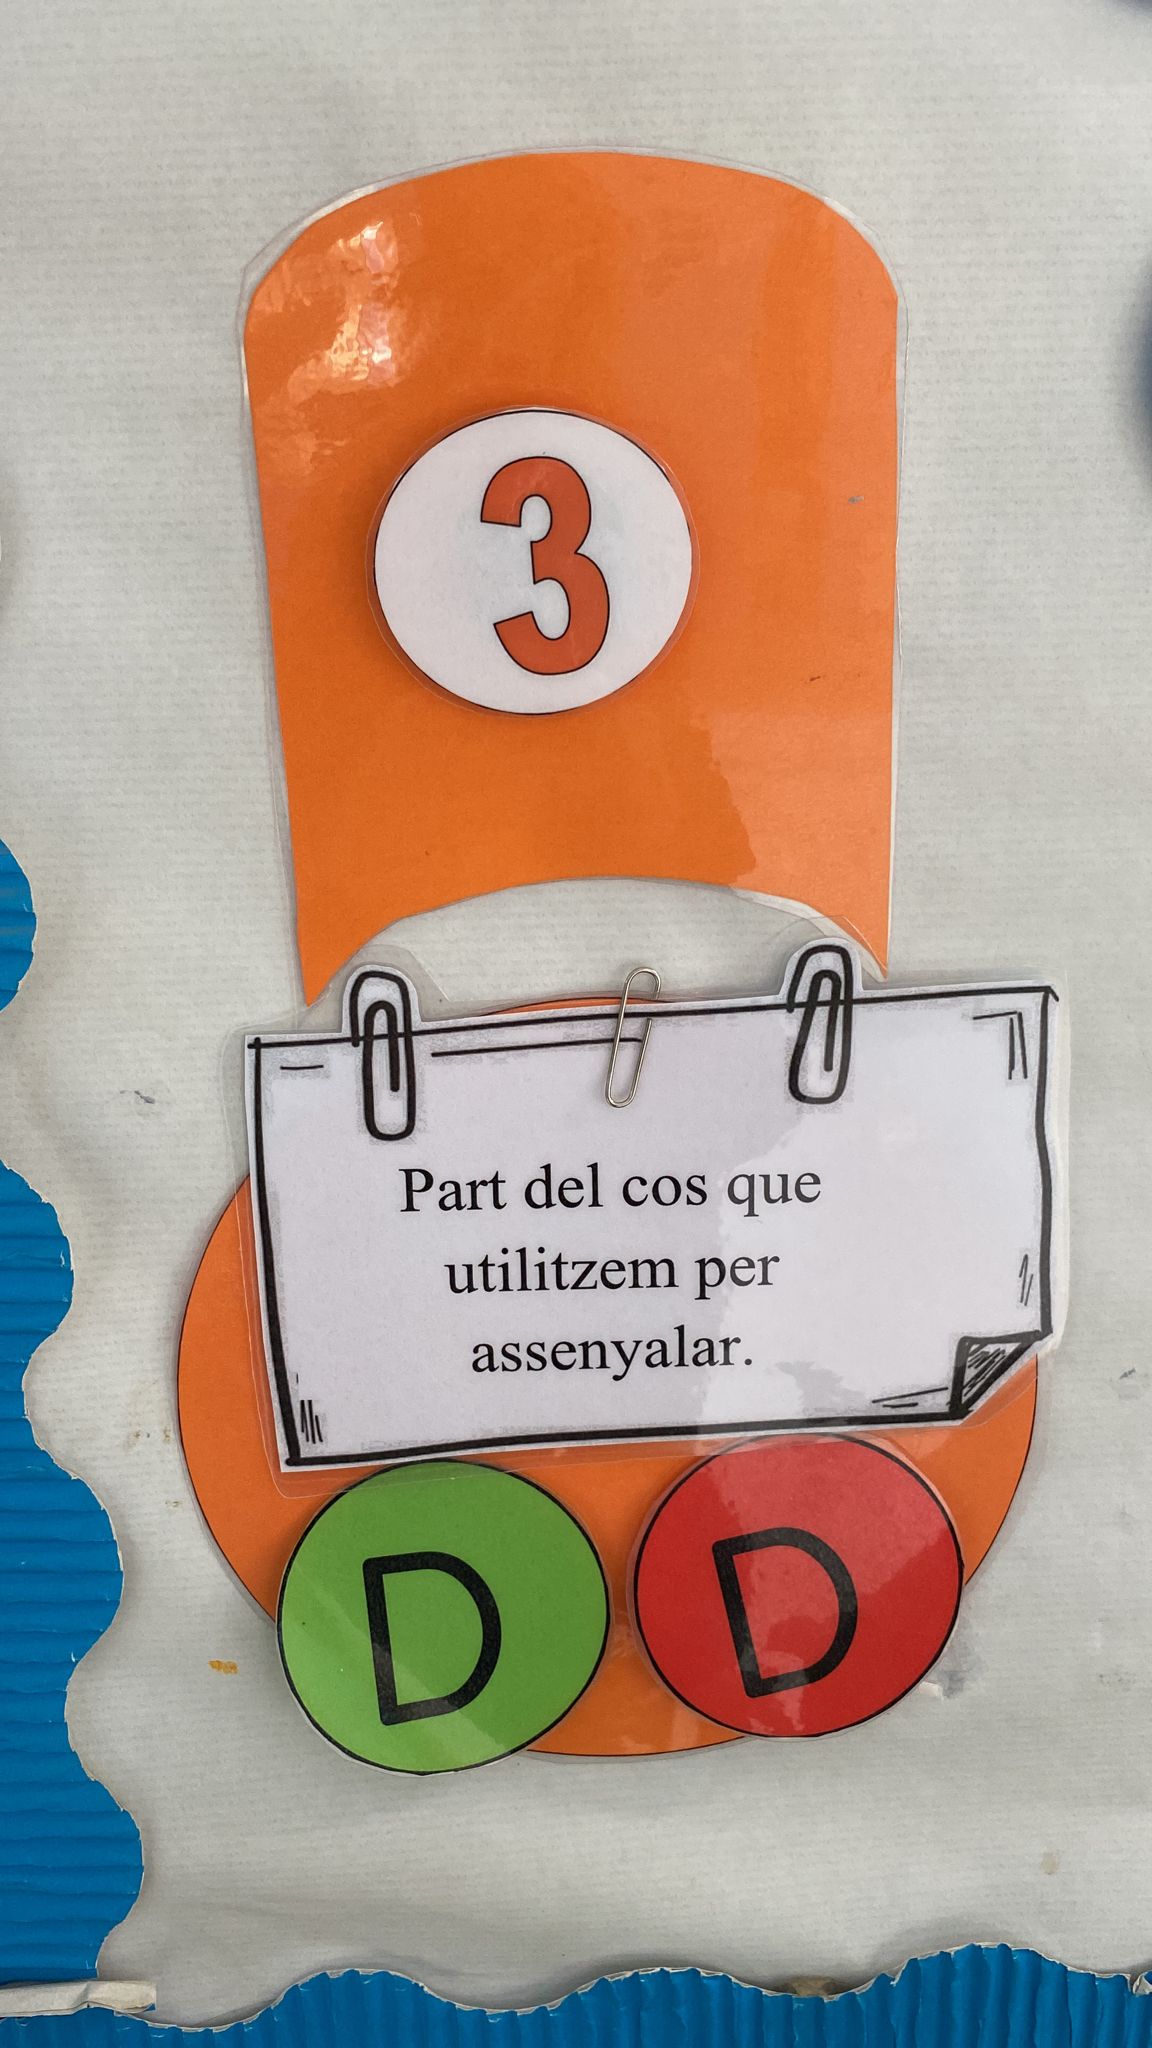 3
Part del cos que
utilitzem per
assenyalar.
D D